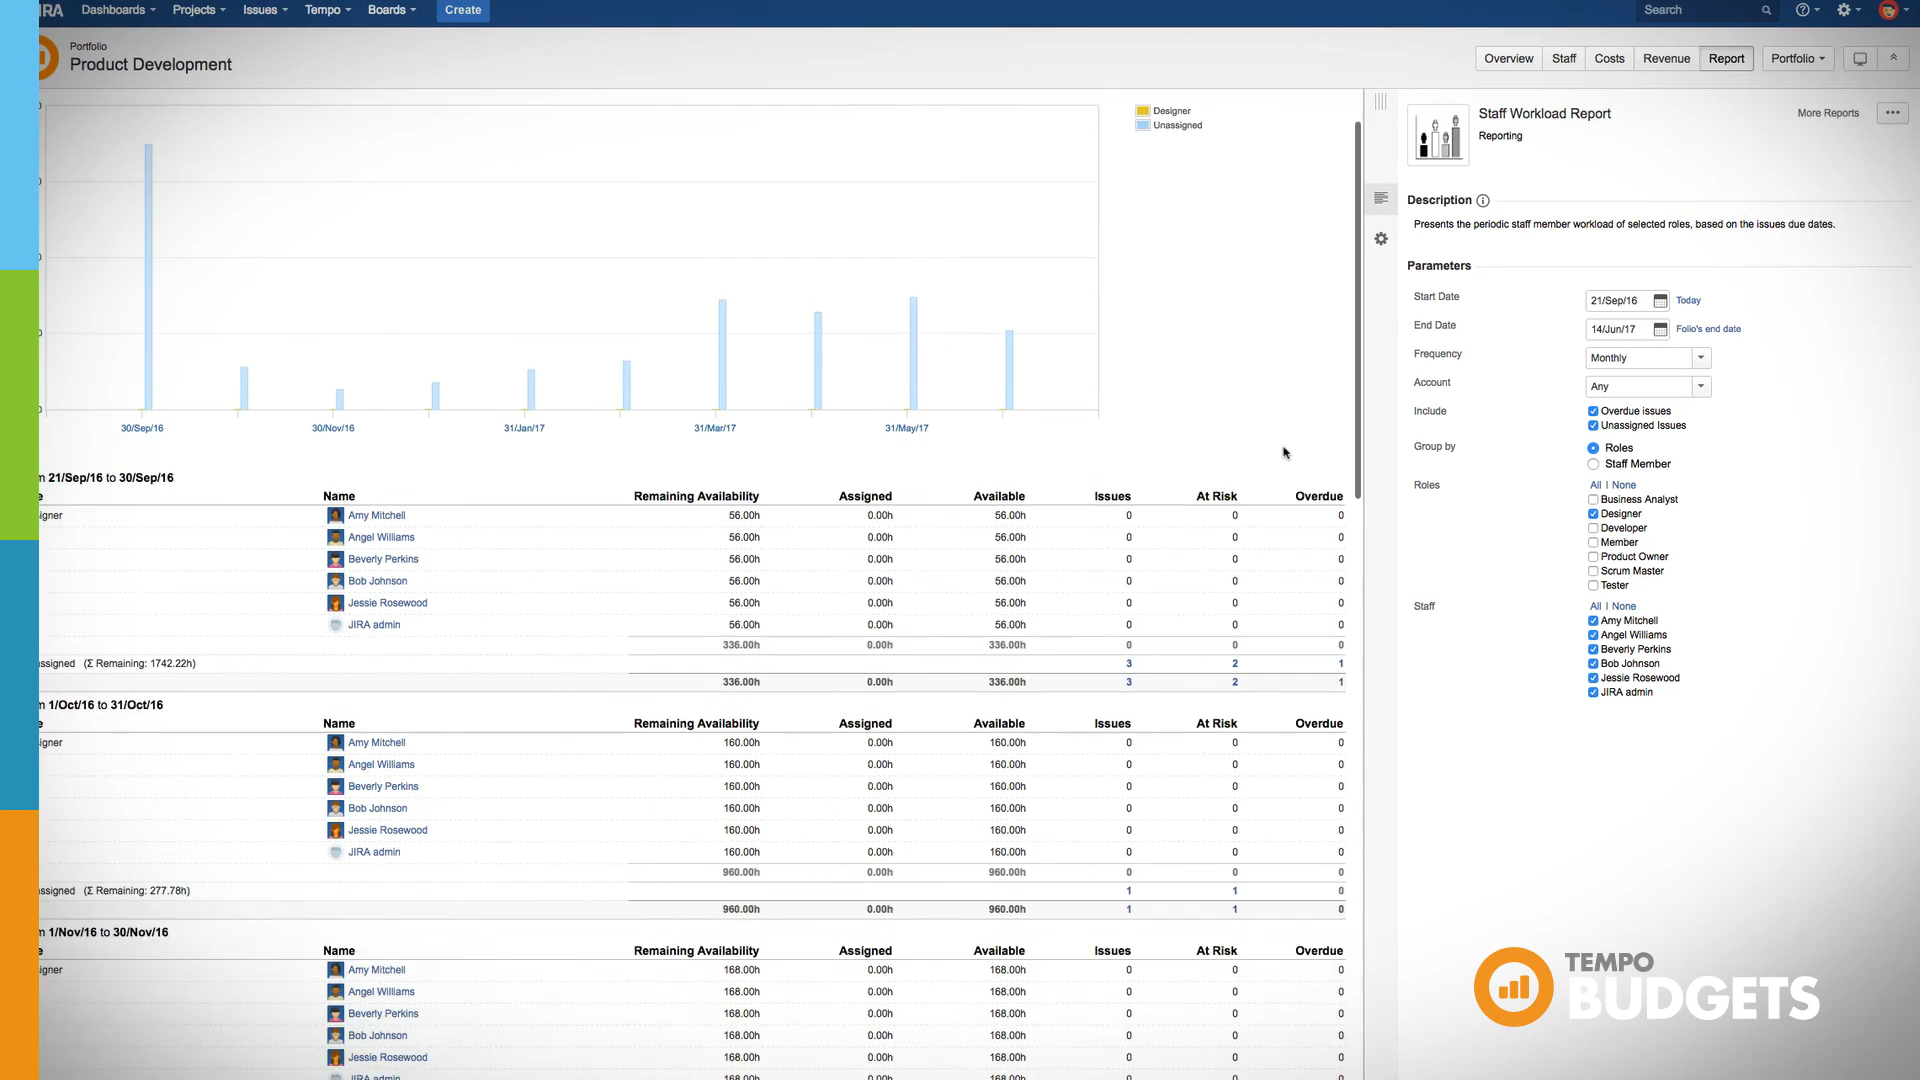 IRA Dashboards Projects Issues Tempo Boards Create Search
Portfolio
Product Development
Overview Staff Costs Revenue Report Portfolio
Designer
Unassigned
30/Sep/16 30/Nov/16 31/Jan/17 31/Mar/17 31/May/17
m 21/Sep/16 to 30/Sep/16
e Name Remaining Availability Assigned Available Issues At Risk Overdue
igner Amy Mitchell 56.00h 0.00h 56.00h 0 0 0
Angel Williams 56.00h 0.00h 56.00h 0 0 0
Beverly Perkins 56.00h 0.00h 56.00h 0 0 0
Bob Johnson 56.00h 0.00h 56.00h 0 0 0
Jessie Rosewood 56.00h 0.00h 56.00h 0 0 0
JIRA admin 56.00h 0.00h 56.00h 0 0 0
336.00h 0.00h 336.00h 0 0 0
ssigned (Σ Remaining: 1742.22h) 3 2 1
336.00h 0.00h 336.00h 3 2 1
m 1/Oct/16 to 31/Oct/16
e Name Remaining Availability Assigned Available Issues At Risk Overdue
igner Amy Mitchell 160.00h 0.00h 160.00h 0 0 0
Angel Williams 160.00h 0.00h 160.00h 0 0 0
Beverly Perkins 160.00h 0.00h 160.00h 0 0 0
Bob Johnson 160.00h 0.00h 160.00h 0 0 0
Jessie Rosewood 160.00h 0.00h 160.00h 0 0 0
JIRA admin 160.00h 0.00h 160.00h 0 0 0
960.00h 0.00h 960.00h 0 0 0
ssigned (Σ Remaining: 277.78h) 1 1 0
960.00h 0.00h 960.00h 1 1 0
m 1/Nov/16 to 30/Nov/16
e Name Remaining Availability Assigned Available Issues At Risk Overdue
igner Amy Mitchell 168.00h 0.00h 168.00h 0 0 0
Angel Williams 168.00h 0.00h 168.00h 0 0 0
Beverly Perkins 168.00h 0.00h 168.00h 0 0 0
Bob Johnson 168.00h 0.00h 168.00h 0 0 0
Jessie Rosewood 168.00h 0.00h 168.00h 0 0 0
JIRA admin 168.00h 0.00h 168.00h 0 0 0
Staff Workload Report More Reports
Reporting
Description
Presents the periodic staff member workload of selected roles, based on the issues due dates.
Parameters
Start Date 21/Sep/16 Today
End Date 14/Jun/17 Folio's end date
Frequency Monthly
Account Any
Include Overdue issues
Unassigned Issues
Group by Roles
Staff Member
Roles All | None
Business Analyst
Designer
Developer
Member
Product Owner
Scrum Master
Tester
Staff All | None
Amy Mitchell
Angel Williams
Beverly Perkins
Bob Johnson
Jessie Rosewood
JIRA admin
TEMPO
BUDGETS